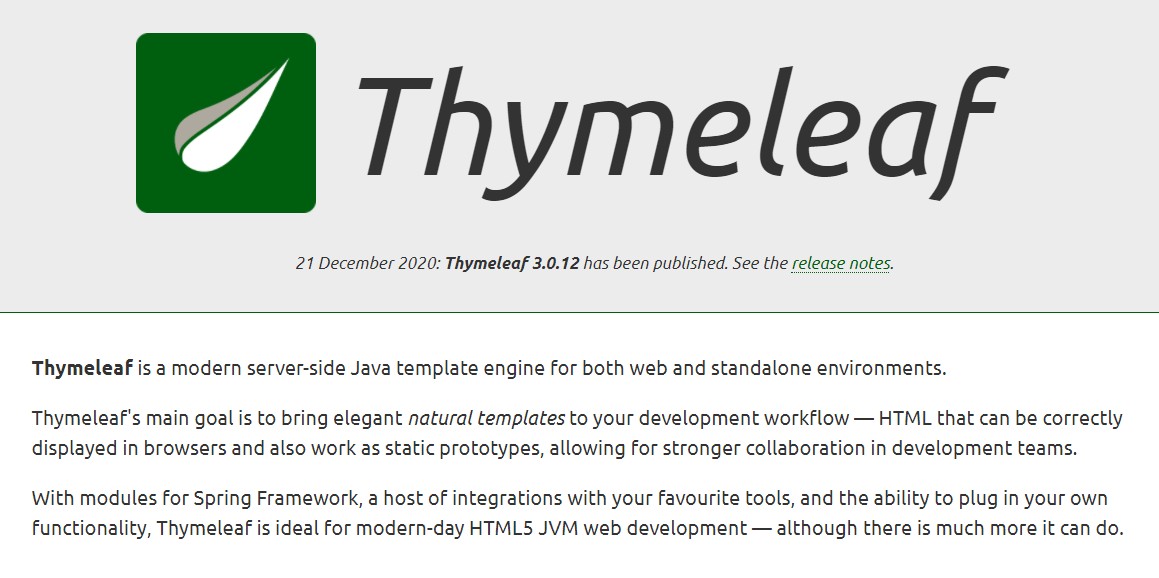 Thymeleaf
21 December 2020: Thymeleaf 3.0.12 has been published. See the release notes.
Thymeleaf is a modern server-side Java template engine for both web and standalone environments.
Thymeleaf's main goal is to bring elegant natural templates to your development workflow — HTML that can be correctly
displayed in browsers and also work as static prototypes, allowing for stronger collaboration in development teams.
With modules for Spring Framework, a host of integrations with your favourite tools, and the ability to plug in your own
functionality, Thymeleaf is ideal for modern-day HTML5 JVM web development — although there is much more it can do.